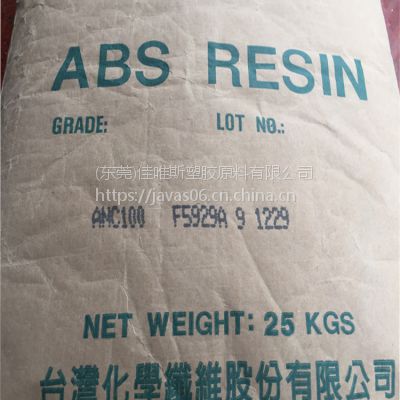 ABS RESIN
GRADE: LOT NO.:
(东莞)佳唯斯塑胶原料有限公司
https://javas06.cn.china.cn
ANC100 F5929A 9 1229
NET WEIGHT: 25 KGS
台灣化學纖維股份有限公司